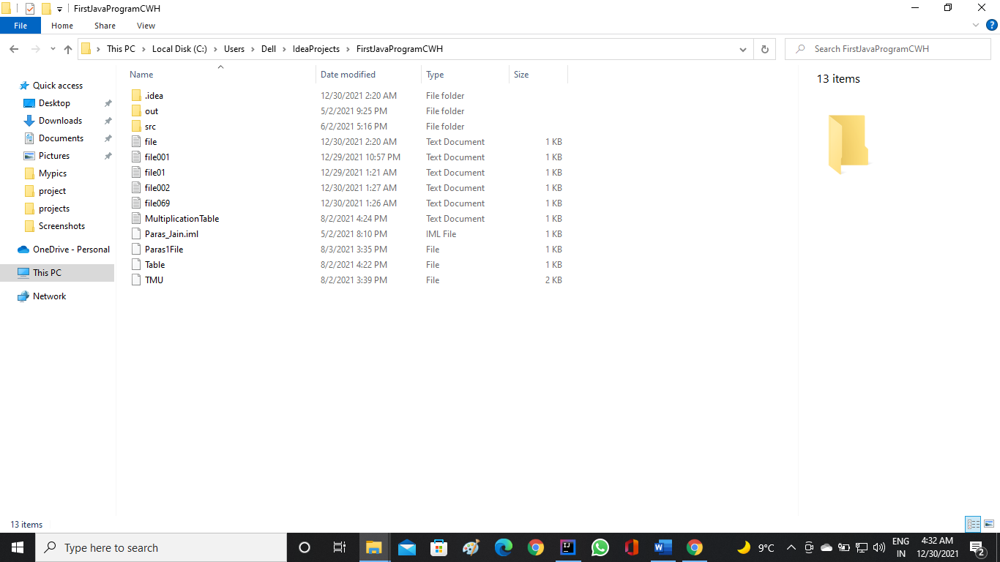 FirstJavaProgramCWH
File Home Share View
This PC Local Disk (C:) Users Dell IdeaProjects FirstJavaProgramCWH Search FirstJavaProgramCWH
Name Date modified Type Size
13 items
Quick access
Desktop
Downloads
Documents
Pictures
Mypics
project
projects
Screenshots
OneDrive - Personal
This PC
Network
.idea 12/30/2021 2:20 AM File folder
out 5/2/2021 9:25 PM File folder
src 6/2/2021 5:16 PM File folder
file 12/30/2021 2:20 AM Text Document 1 KB
file001 12/29/2021 10:57 PM Text Document 1 KB
file01 12/29/2021 1:21 AM Text Document 1 KB
file002 12/30/2021 1:27 AM Text Document 1 KB
file069 12/30/2021 1:26 AM Text Document 1 KB
MultiplicationTable 8/2/2021 4:24 PM Text Document 1 KB
Paras_Jain.iml 5/2/2021 8:10 PM IML File 1 KB
Paras1File 8/3/2021 3:35 PM File 1 KB
Table 8/2/2021 4:22 PM File 1 KB
TMU 8/2/2021 3:39 PM File 2 KB
13 items
Type here to search
9°C
ENG
IN
4:32 AM
12/30/2021
2